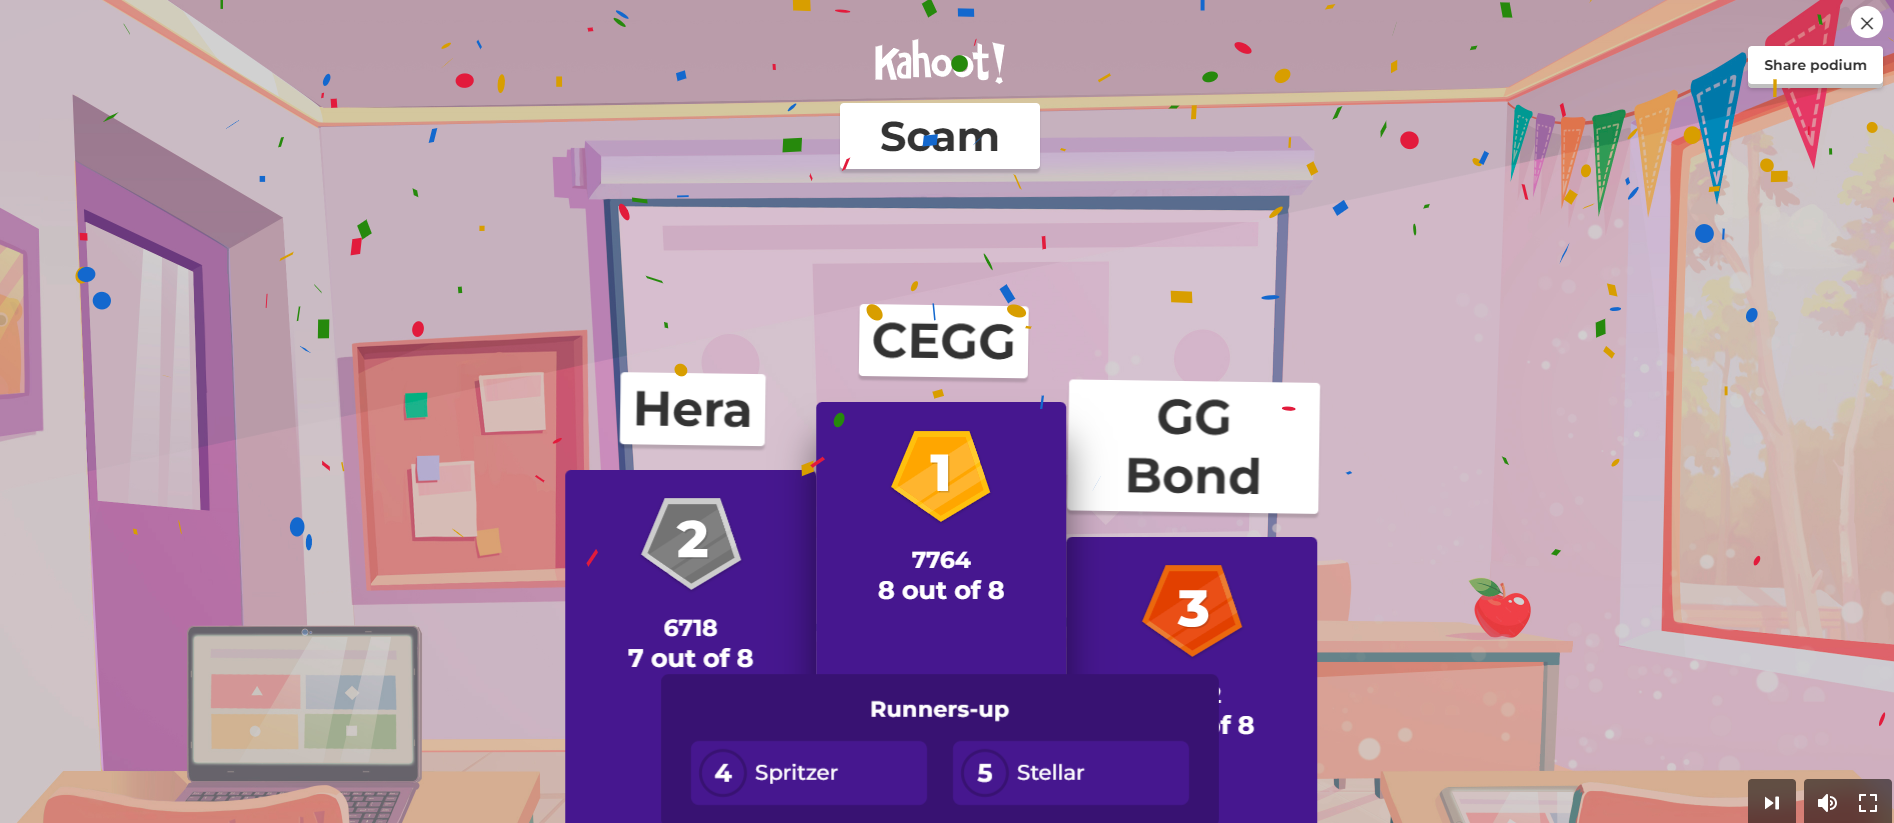 Kahoot!
Share podium
Scam
CEGG
Hera
GG
Bond
1
7764
8 out of 8
2
6718
7 out of 8
3
of 8
Runners-up
4 Spritzer
5 Stellar